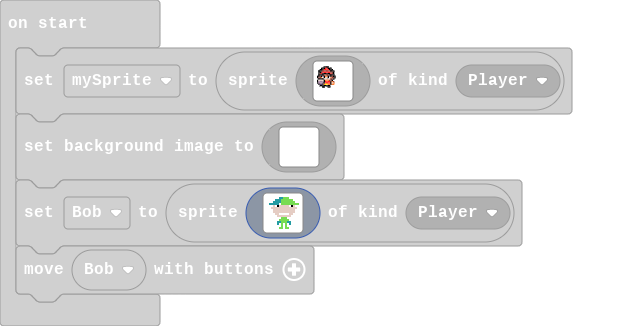 on start
set mySprite to sprite of kind Player
set background image to
set Bob to sprite of kind Player
move Bob with buttons